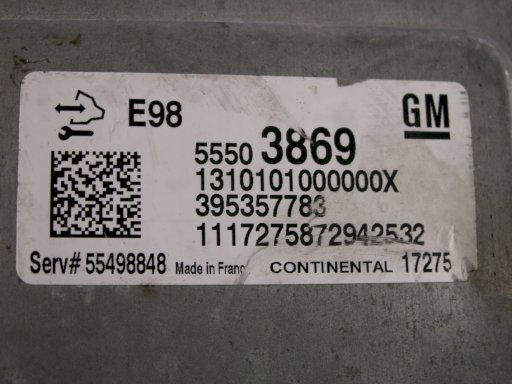 E98
GM
5550 3869
1310101000000X
395357783
1117275872942532
Serv# 55498848 Made in Franc CONTINENTAL 17275